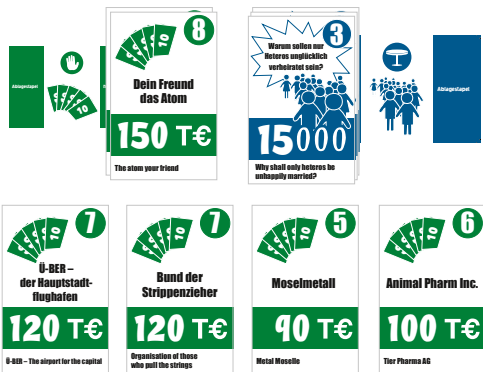 Ablagestapel
10
8
Dein Freund
das Atom
150 T€
The atom your friend
3
Warum sollen nur
Heteros unglücklich
verheiratet sein?
15000
Why shall only heteros be
unhappily married?
Ablagestapel
10
7
Ü-BER –
der Hauptstadt-
flughafen
120 T€
Ü-BER – The airport for the capital
10
7
Bund der
Strippenzieher
120 T€
Organisation of those
who pull the strings
10
5
Moselmetall
90 T€
Metal Moselle
10
6
Animal Pharm Inc.
100 T€
Tier Pharma AG